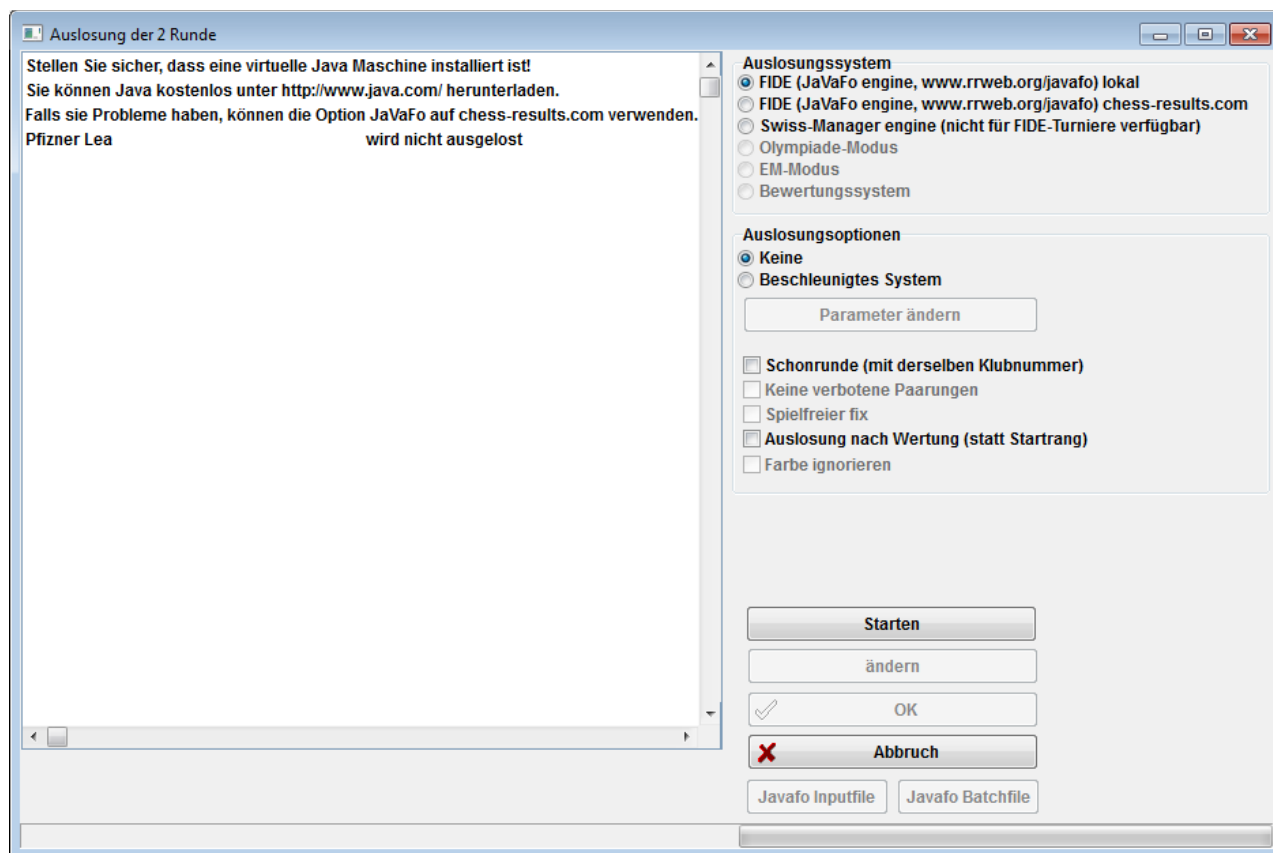 Auslosung der 2 Runde
Stellen Sie sicher, dass eine virtuelle Java Maschine installiert ist!
Sie können Java kostenlos unter http://www.java.com/ herunterladen.
Falls sie Probleme haben, können die Option JaVaFo auf chess-results.com verwenden.
Pfizner Lea wird nicht ausgelost
Auslosungssystem
FIDE (JaVaFo engine, www.rrweb.org/javafo) lokal
FIDE (JaVaFo engine, www.rrweb.org/javafo) chess-results.com
Swiss-Manager engine (nicht für FIDE-Turniere verfügbar)
Olympiade-Modus
EM-Modus
Bewertungssystem
Auslosungsoptionen
Keine
Beschleunigtes System
Parameter ändern
Schonrunde (mit derselben Klubnummer)
Keine verbotene Paarungen
Spielfreier fix
Auslosung nach Wertung (statt Startrang)
Farbe ignorieren
Starten
ändern
OK
Abbruch
Javafo Inputfile Javafo Batchfile